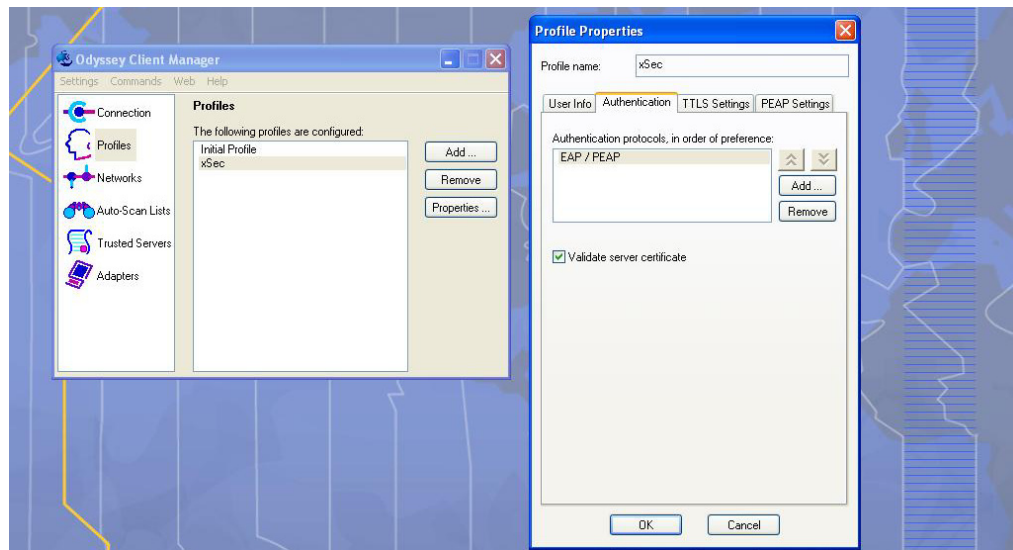 Odyssey Client Manager
Settings Commands Web Help
Connection
Profiles
Networks
Auto-Scan Lists
Trusted Servers
Adapters
Profiles
The following profiles are configured:
Initial Profile
xSec
Add ...
Remove
Properties ...
Profile Properties
Profile name: xSec
User Info Authentication TTLS Settings PEAP Settings
Authentication protocols, in order of preference:
EAP / PEAP
Add ...
Remove
Validate server certificate
OK Cancel